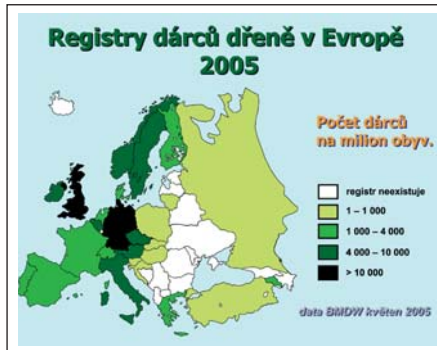 Registry dárců dřeně v Evropě
2005
Počet dárců
na milion obyv.
registr neexistuje
1 – 1 000
1 000 – 4 000
4 000 – 10 000
> 10 000
data BMDW květen 2005